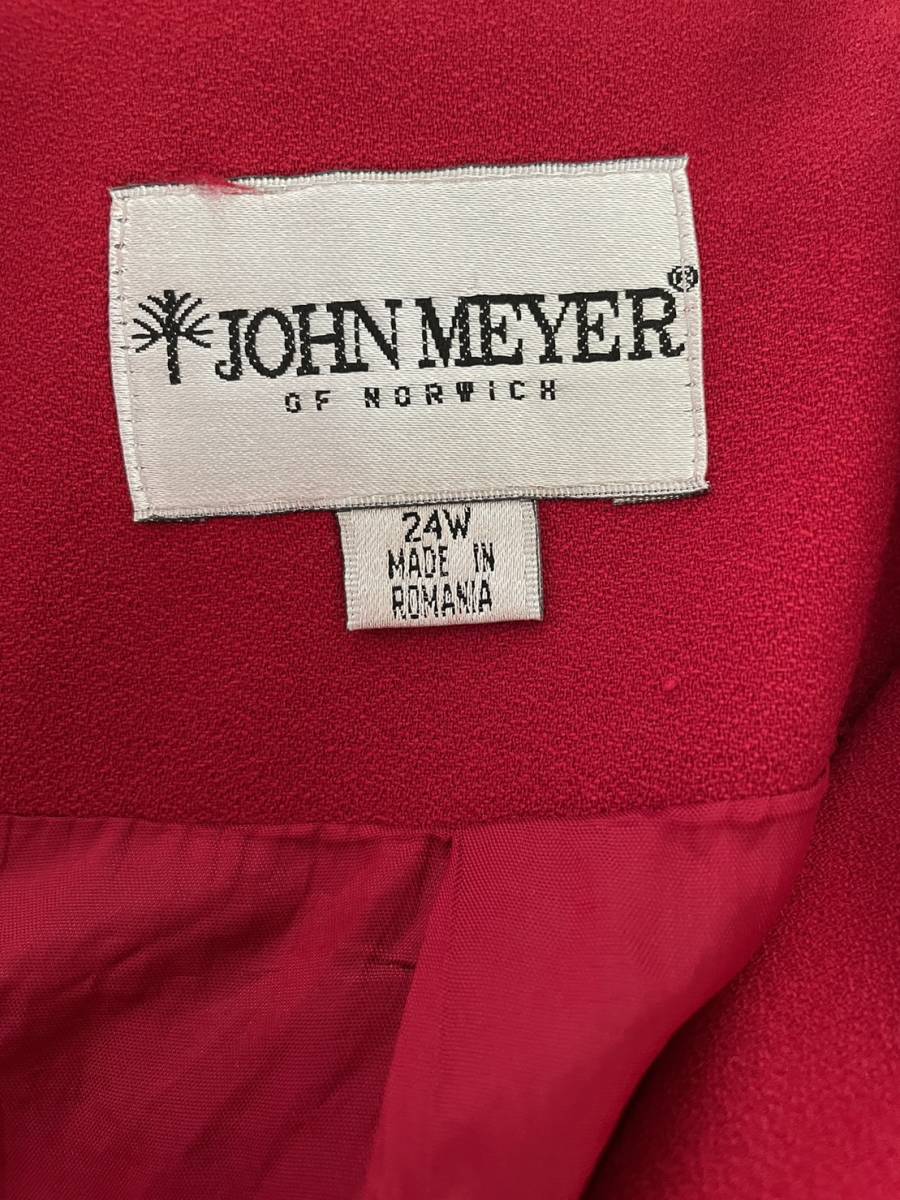 JOHN MEYER®
OF NORWICH
24W
MADE IN
ROMANIA